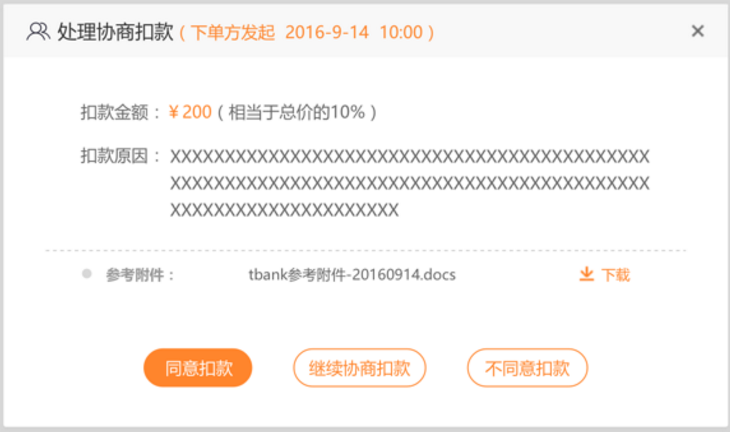 处理协商扣款（下单方发起 2016-9-14 10:00）
扣款金额：￥200（相当于总价的10%）
扣款原因：XXXXXXXXXXXXXXXXXXXXXXXXXXXXXXXXXXXXXXXXXXXX
XXXXXXXXXXXXXXXXXXXXXXXXXXXXXXXXXXXXXXXXXXXX
XXXXXXXXXXXXXXXXXXXXX
参考附件： tbank参考附件-20160914.docs 下载
同意扣款 继续协商扣款 不同意扣款